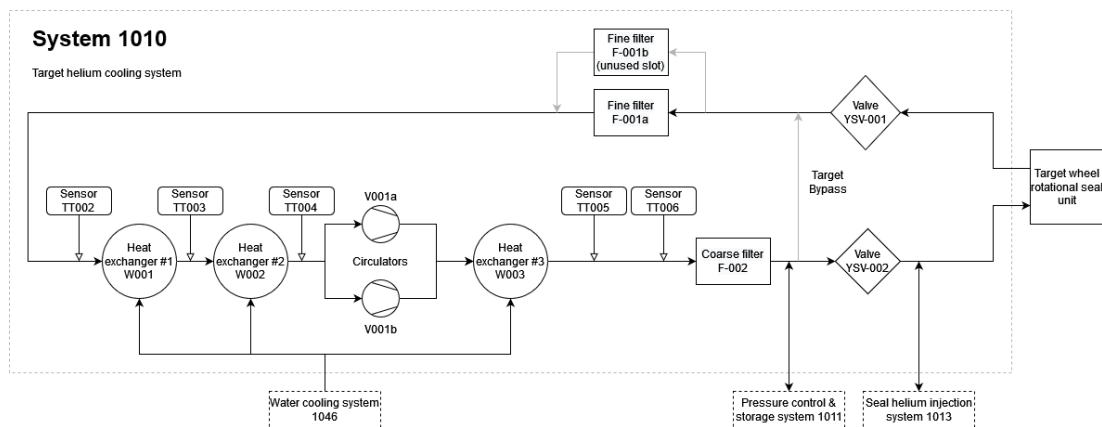 System 1010
Target helium cooling system
Fine filter
F-001b
(unused slot)
Fine filter
F-001a
Valve
YSV-001
Target wheel
rotational seal
unit
Target
Bypass
Sensor
TT002
Sensor
TT003
Sensor
TT004
V001a
Sensor
TT005
Sensor
TT006
Heat
exchanger #1
W001
Heat
exchanger #2
W002
Circulators
Heat
exchanger #3
W003
Coarse filter
F-002
Valve
YSV-002
V001b
Water cooling system
1046
Pressure control &
storage system 1011
Seal helium injection
system 1013